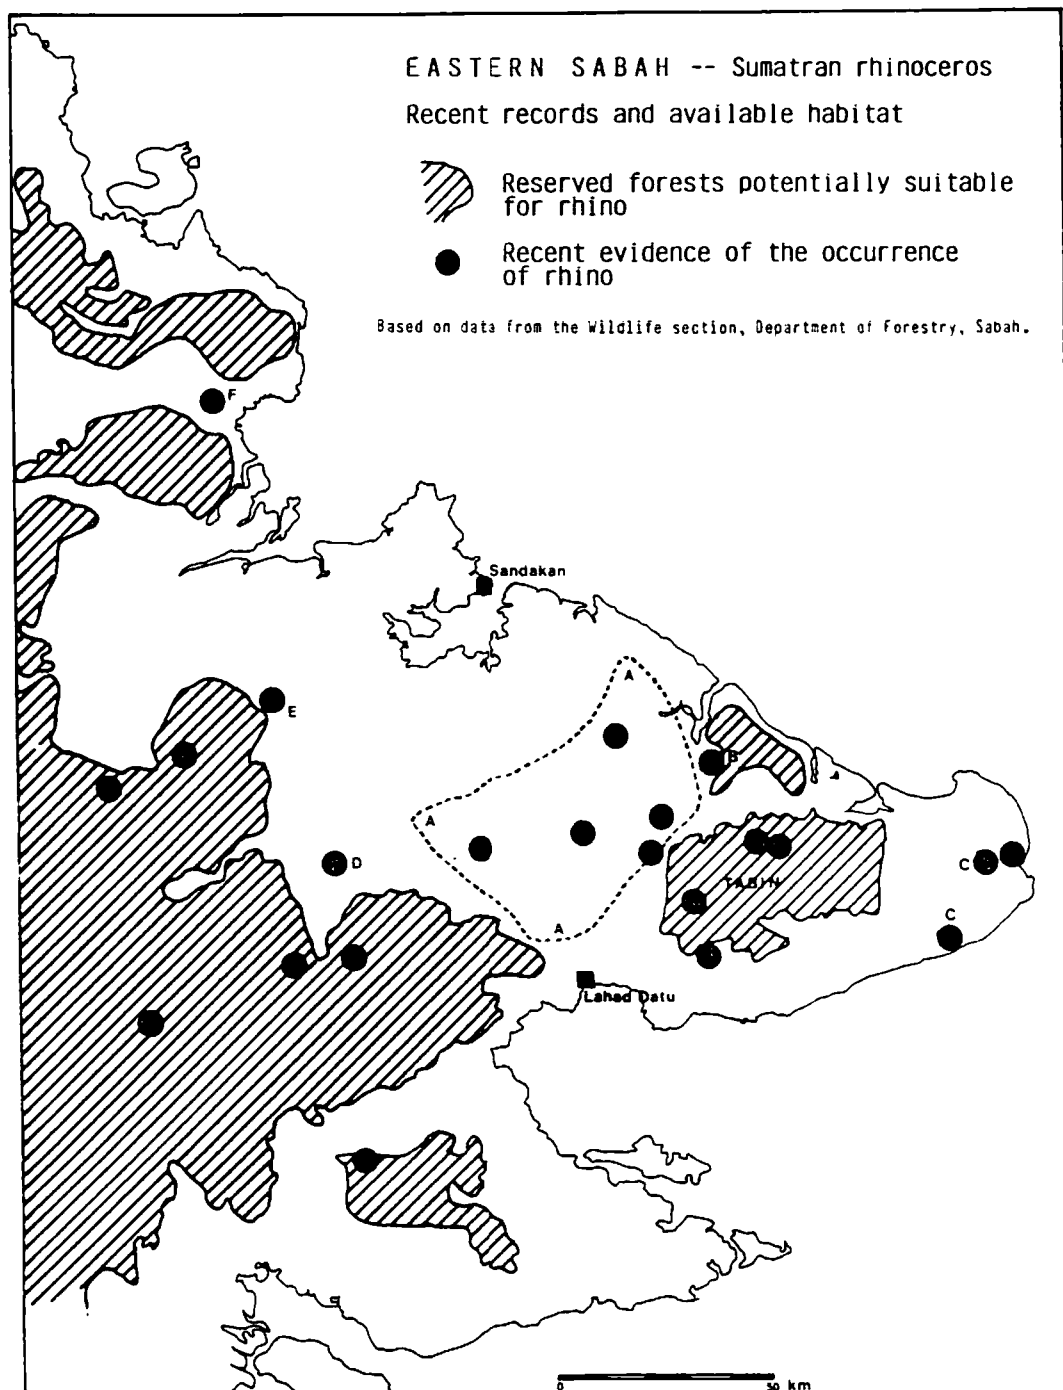 EASTERN SABAH -- Sumatran rhinoceros
Recent records and available habitat
Reserved forests potentially suitable
for rhino
Recent evidence of the occurrence
of rhino
Based on data from the Wildlife section, Department of Forestry, Sabah.
F
Sandakan
A
E
B
A
D
C
TABIN
C
A
Lahad Datu
0 50 km